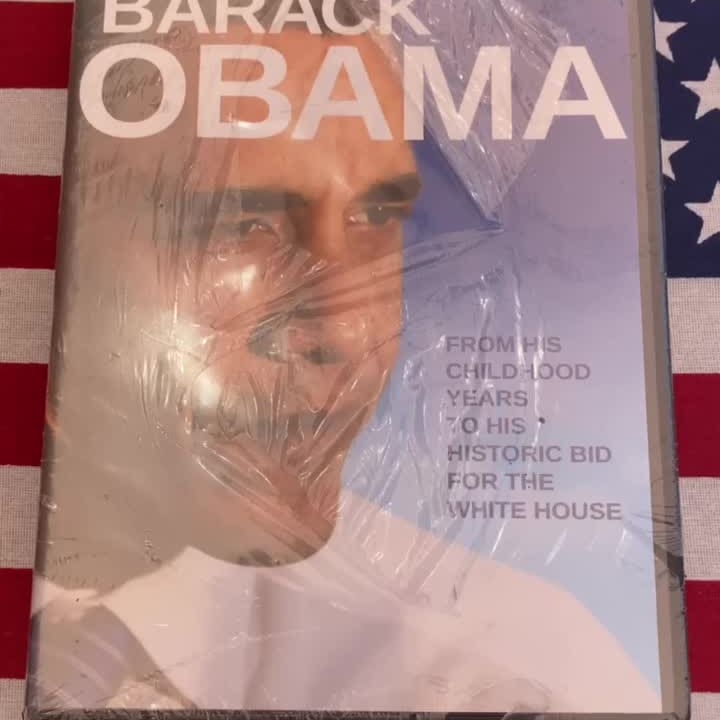 BARACK
OBAMA
FROM HIS
CHILDHOOD
YEARS
TO HIS
HISTORIC BID
FOR THE
WHITE HOUSE